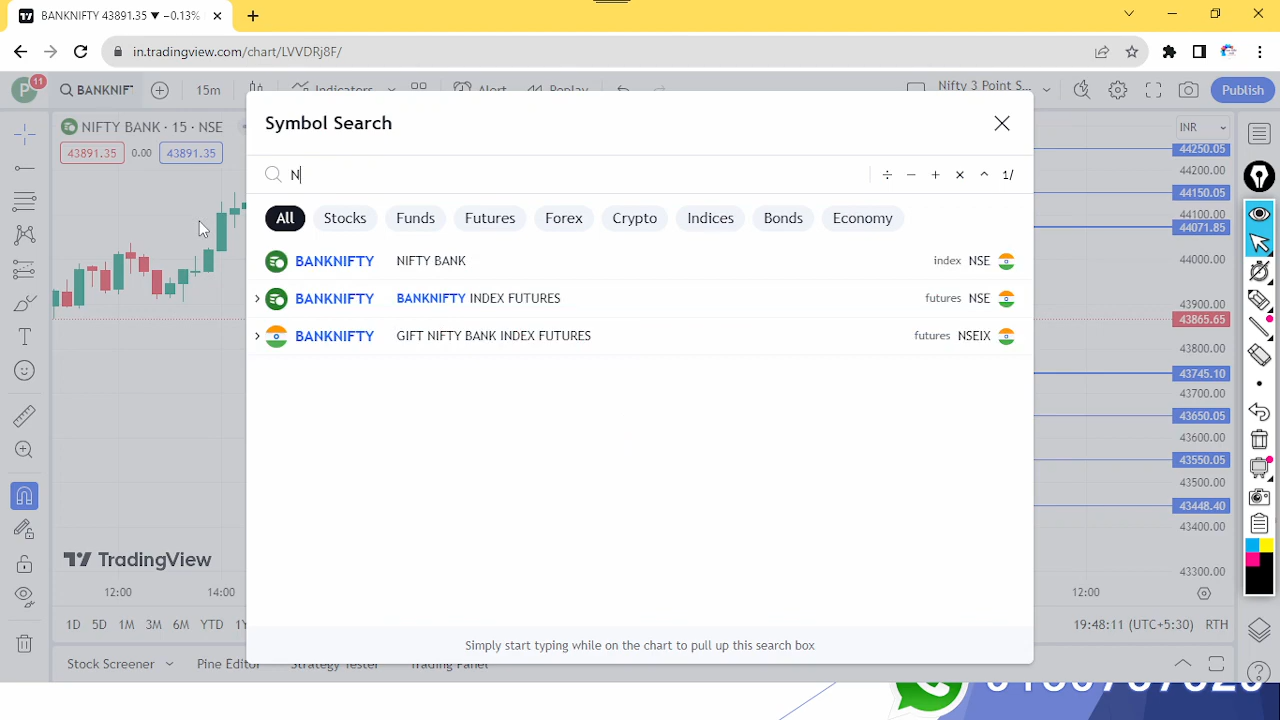 BANKNIFTY 43891.35 ▼ −0.13%
in.tradingview.com/chart/LVVDRj8F/
P 11 BANKNIF 15m Indicators Alert Replay Nifty 3 Point S... Publish
NIFTY BANK · 15 · NSE
43891.35 0.00 43891.35
INR
Symbol Search
N
÷ − + × ^ 1/
All Stocks Funds Futures Forex Crypto Indices Bonds Economy
BANKNIFTY NIFTY BANK index NSE
BANKNIFTY BANKNIFTY INDEX FUTURES futures NSE
BANKNIFTY GIFT NIFTY BANK INDEX FUTURES futures NSEIX
Simply start typing while on the chart to pull up this search box
44250.05
44200.00
44150.05
44100.00
44071.85
44000.00
43900.00
43865.65
43800.00
43745.10
43700.00
43650.05
43600.00
43550.05
43500.00
43448.40
43400.00
43300.00
TradingView
12:00 14:00 12:00
1D 5D 1M 3M 6M YTD 1Y 19:48:11 (UTC+5:30) RTH
Stock Screener Pine Editor Strategy Tester Trading Panel